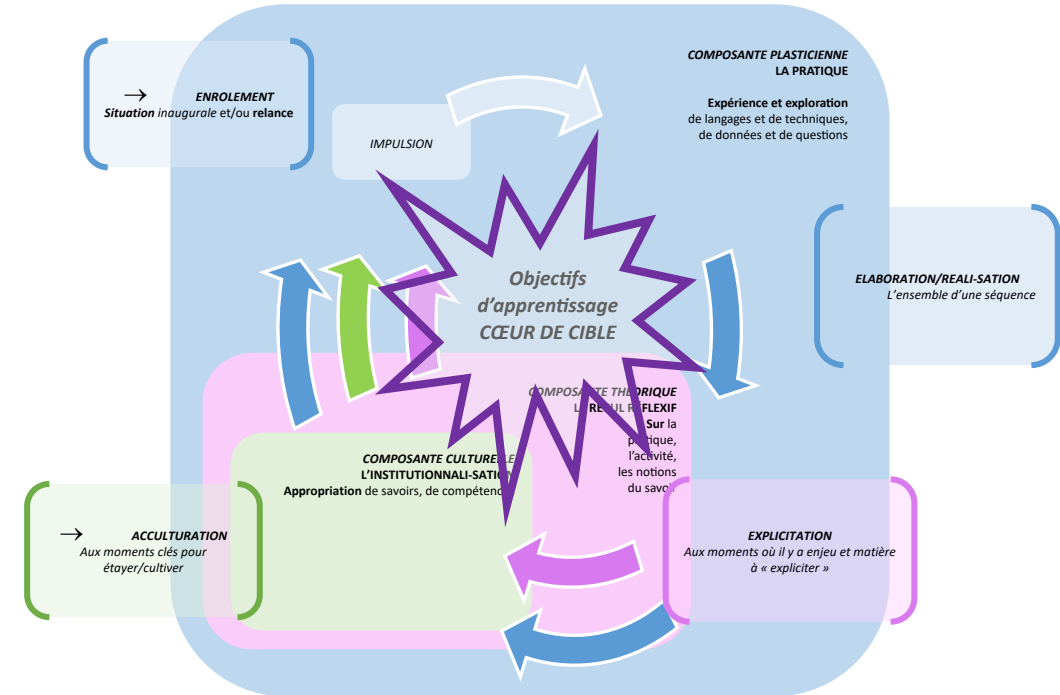 COMPOSANTE PLASTICIENNE
LA PRATIQUE
Expérience et exploration
de langages et de techniques,
de données et de questions
→ ENROLEMENT
Situation inaugurale et/ou relance
IMPULSION
ELABORATION/REALI-SATION
L'ensemble d'une séquence
Objectifs
d'apprentissage
CŒUR DE CIBLE
COMPOSANTE THEORIQUE
RÉFLEXIF
Sur la
pratique,
l'activité,
les notions
du savoir
COMPOSANTE CULTURELLE
L'INSTITUTIONNALI-SATION
Appropriation de savoirs, de
→ ACCULTURATION
Aux moments clés pour
étayer/cultiver
EXPLICITATION
Aux moments où il y a enjeu et matière
à « expliciter »